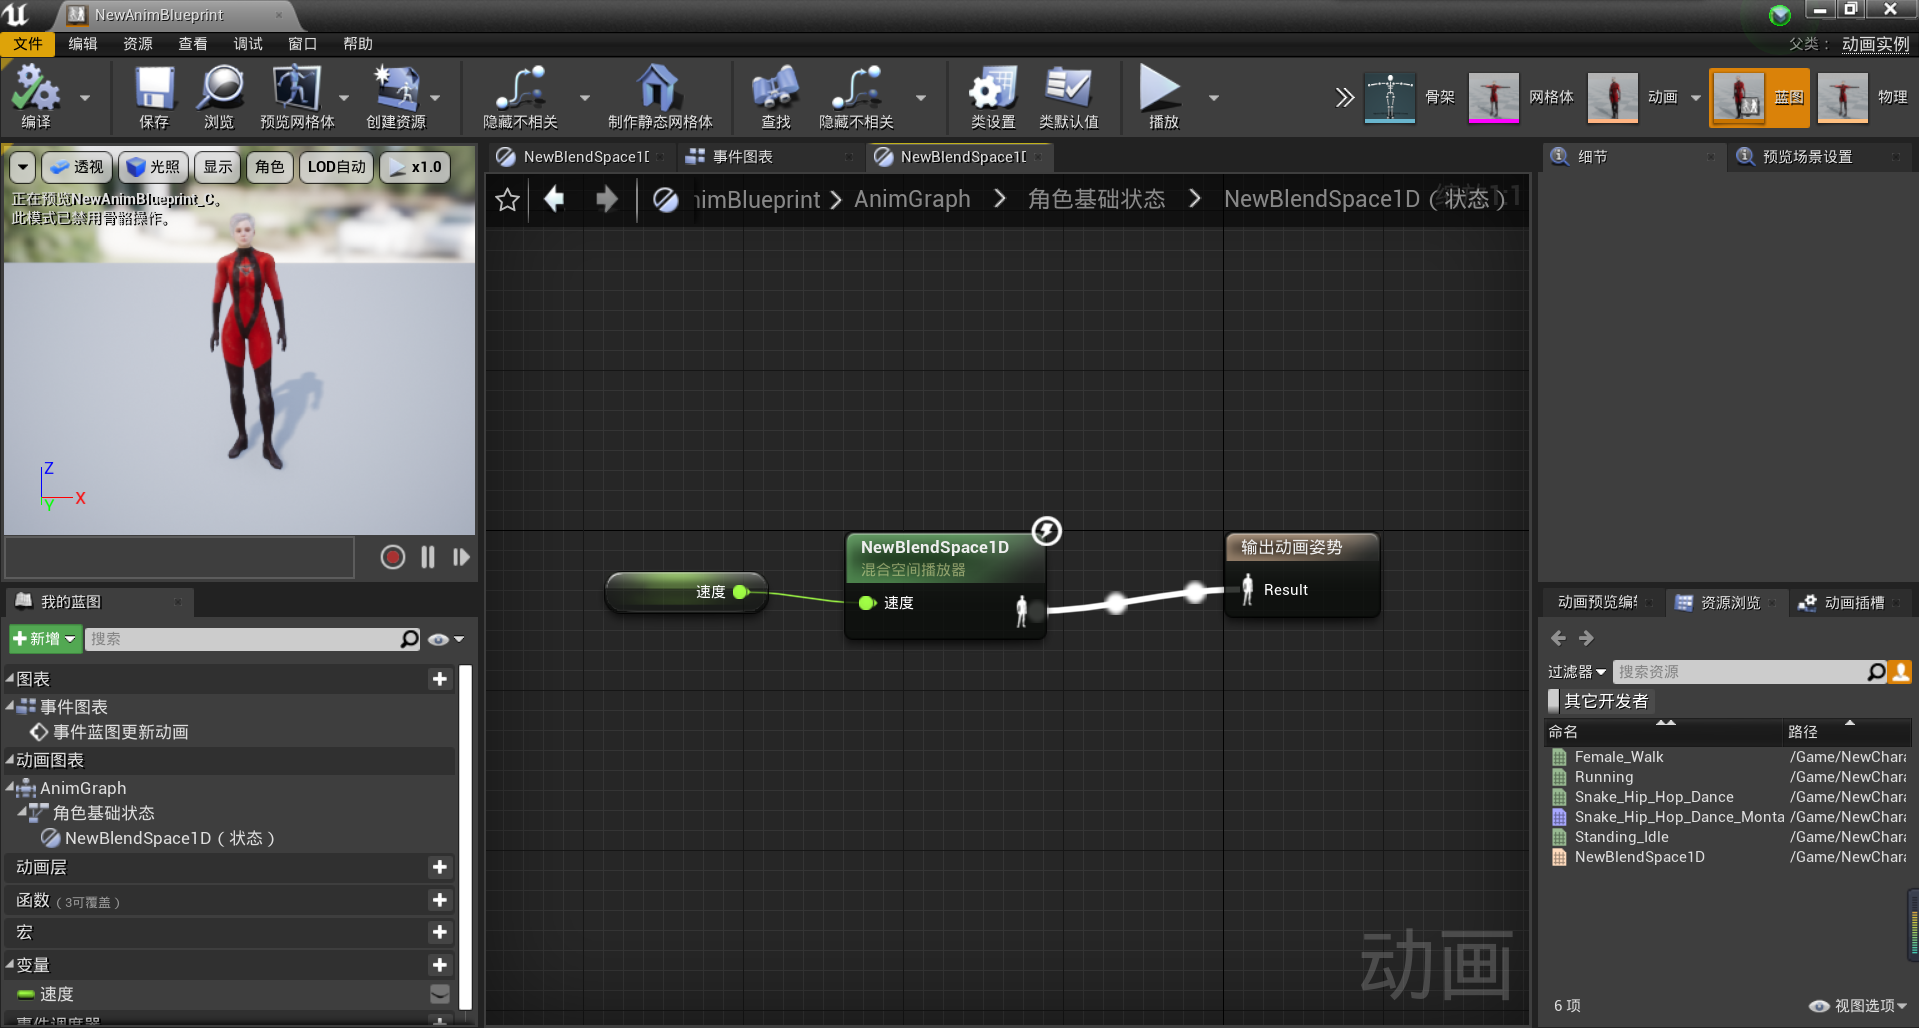 NewAnimBlueprint
文件 编辑 资源 查看 调试 窗口 帮助
父类： 动画实例
编译 保存 浏览 预览网格体 创建资源 隐藏不相关 制作静态网格体 查找 隐藏不相关 类设置 类默认值 播放
骨架 网格体 动画 蓝图 物理
透视 光照 显示 角色 LOD自动 x1.0
正在预览NewAnimBlueprint_C。
此模式已禁用骨骼操作。
Z
X
Y
NewBlendSpace1D 事件图表 NewBlendSpace1D
nimBlueprint AnimGraph 角色基础状态 NewBlendSpace1D（状态）
NewBlendSpace1D
混合空间播放器
速度
速度
输出动画姿势
Result
动画
我的蓝图
新增 搜索
图表
事件图表
事件蓝图更新动画
动画图表
AnimGraph
角色基础状态
NewBlendSpace1D（状态）
动画层
函数（3可覆盖）
宏
变量
速度
事件调度器
细节 预览场景设置
动画预览编辑 资源浏览 动画插槽
过滤器 搜索资源
其它开发者
命名 路径
Female_Walk /Game/NewChara
Running /Game/NewChara
Snake_Hip_Hop_Dance /Game/NewChara
Snake_Hip_Hop_Dance_Monta /Game/NewChara
Standing_Idle /Game/NewChara
NewBlendSpace1D /Game/NewChara
6 项 视图选项